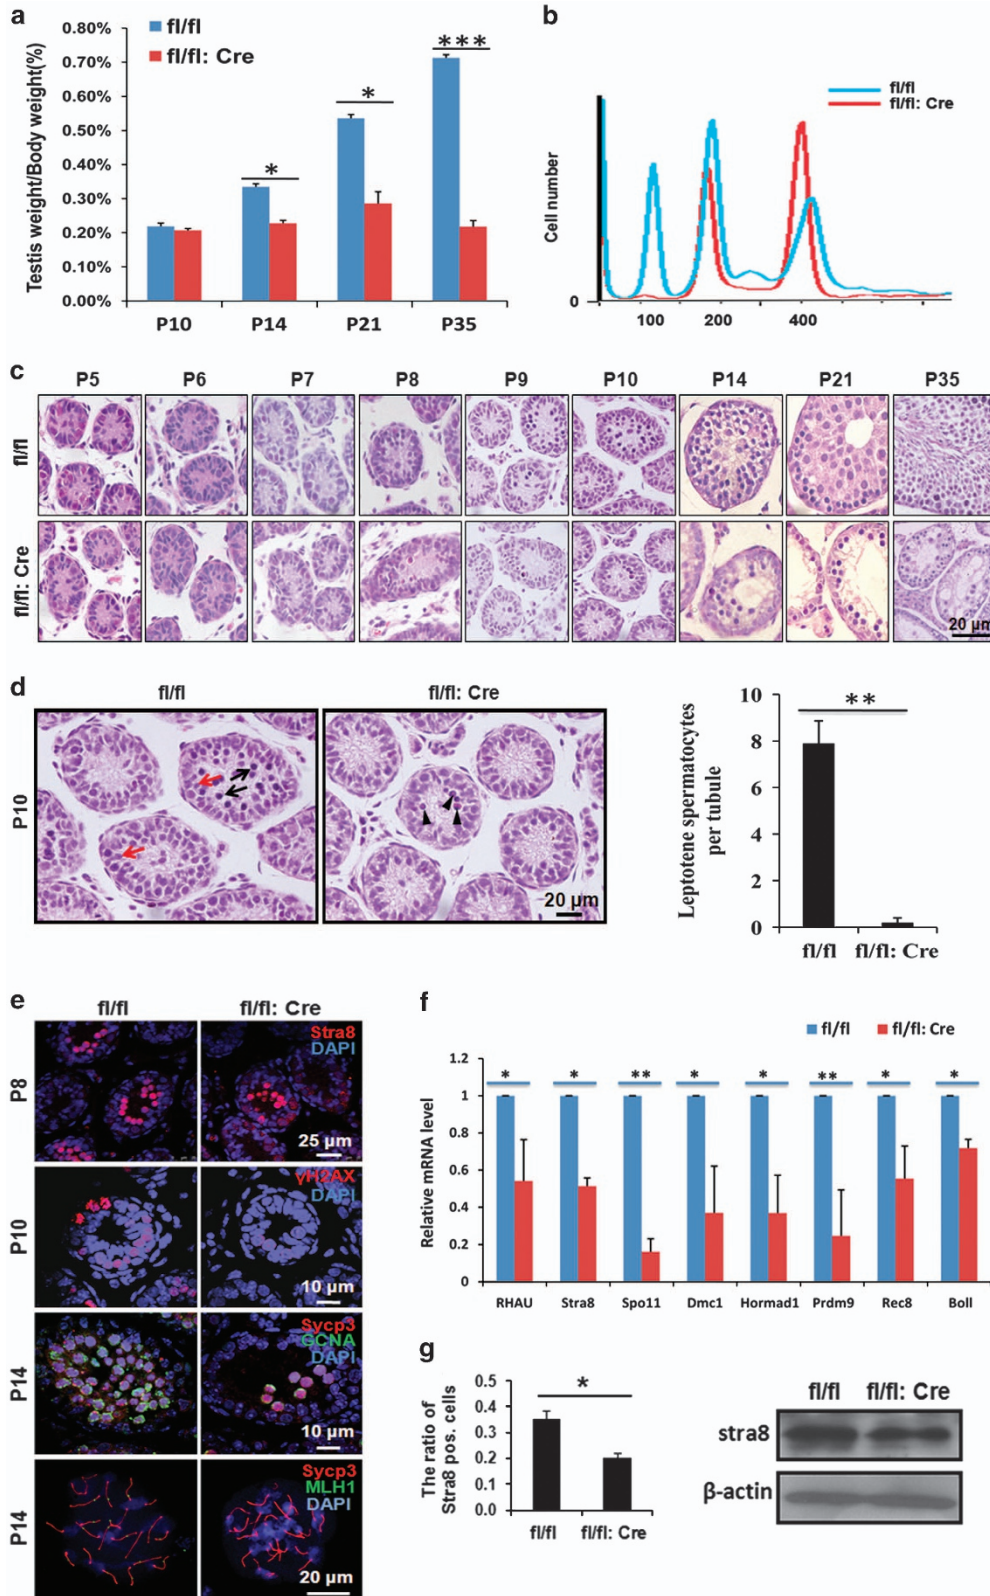 a
fl/fl
fl/fl: Cre
Testis weight/Body weight(%)
0.80%
0.70%
0.60%
0.50%
0.40%
0.30%
0.20%
0.10%
0.00%
*
*
***
P10 P14 P21 P35
b
fl/fl
fl/fl: Cre
Cell number
0
100 200 400
c
P5 P6 P7 P8 P9 P10 P14 P21 P35
fl/fl
fl/fl: Cre
20 µm
d
fl/fl fl/fl: Cre
P10
20 µm
Leptotene spermatocytes
per tubule
10
8
6
4
2
0
**
fl/fl fl/fl: Cre
e
fl/fl fl/fl: Cre
P8
Stra8
DAPI
25 µm
P10
γH2AX
DAPI
10 µm
P14
Sycp3
GCNA
DAPI
10 µm
P14
Sycp3
MLH1
DAPI
20 µm
f
fl/fl fl/fl: Cre
Relative mRNA level
1.2
1
0.8
0.6
0.4
0.2
0
* * ** * * ** * *
RHAU Stra8 Spo11 Dmc1 Hormad1 Prdm9 Rec8 Boll
g
The ratio of
Stra8 pos. cells
0.5
0.4
0.3
0.2
0.1
0.0
*
fl/fl fl/fl: Cre
fl/fl fl/fl: Cre
stra8
β-actin